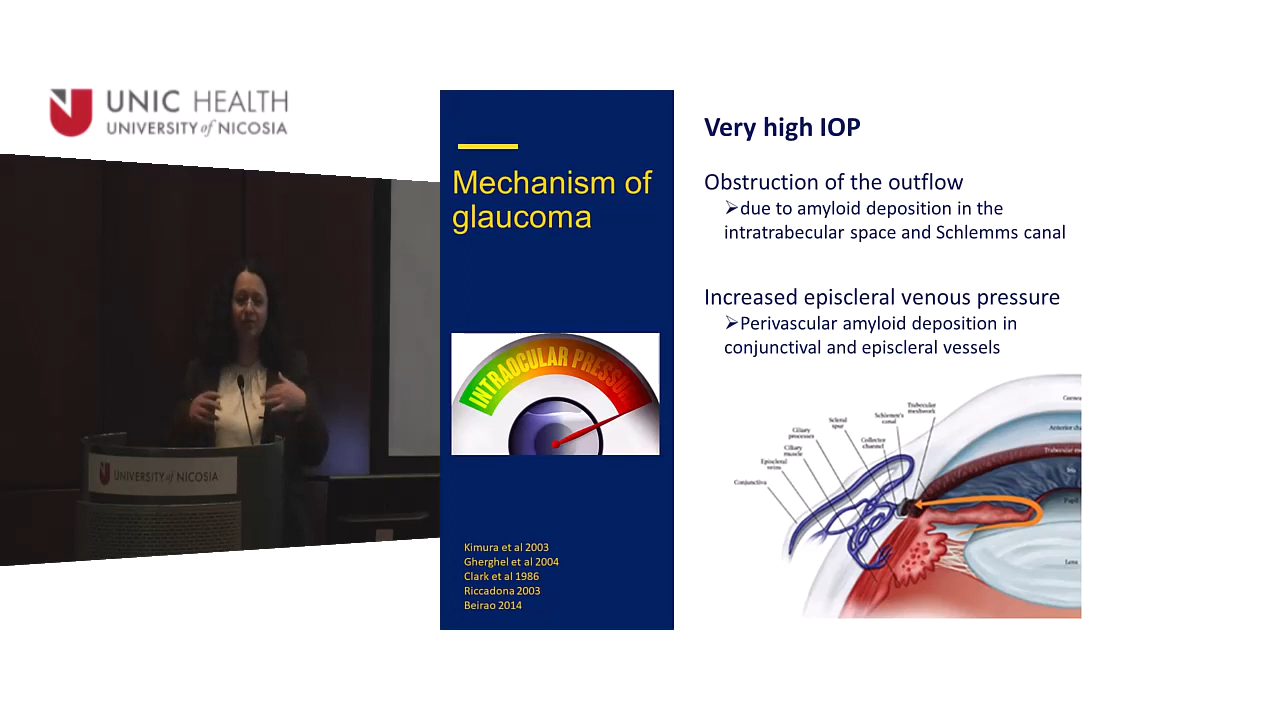 UNIC HEALTH
UNIVERSITY of NICOSIA
UNIVERSITY of NICOSIA
Mechanism of
glaucoma
INTRAOCULAR PRESSURE
Kimura et al 2003
Gherghel et al 2004
Clark et al 1986
Riccadona 2003
Beirao 2014
Very high IOP
Obstruction of the outflow
➢due to amyloid deposition in the
intratrabecular space and Schlemms canal
Increased episcleral venous pressure
➢Perivascular amyloid deposition in
conjunctival and episcleral vessels
Trabecular
meshwork
Schlemm's
canal
Scleral
spur
Collector
channel
Ciliary
processes
Ciliary
muscle
Episcleral
veins
Conjunctiva
Cornea
Anterior cha
Trabecular m
Iris
Pupil
Lens